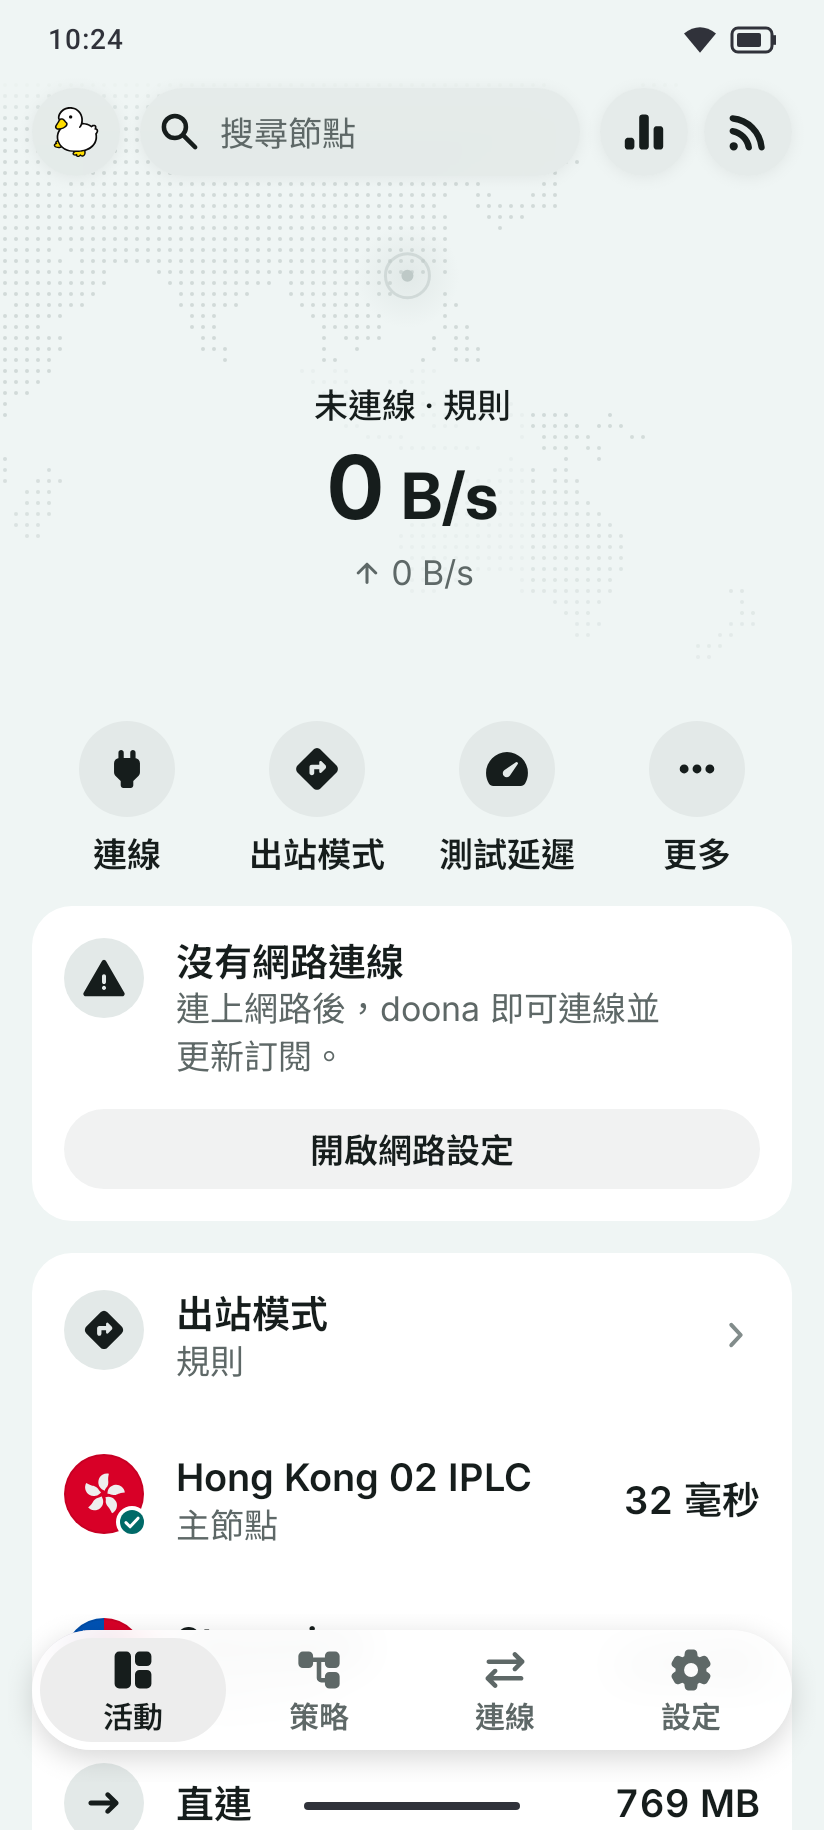 10:24
搜尋節點
未連線 · 規則
0 B/s
↑ 0 B/s
連線
出站模式
測試延遲
更多
沒有網路連線
連上網路後，doona 即可連線並
更新訂閱。
開啟網路設定
出站模式
規則
Hong Kong 02 IPLC
主節點
32 毫秒
活動
策略
連線
設定
直連
769 MB